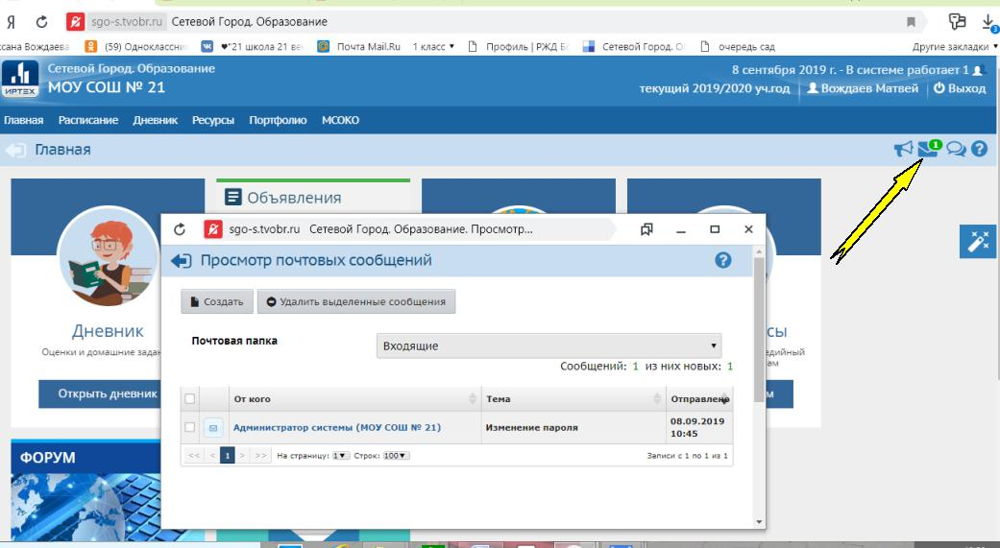 Я sgo-s.tvobr.ru Сетевой Город. Образование
сана Вождаева (59) Одноклассни ♥"21 школа 21 ве Почта Mail.Ru 1 класс Профиль | РЖД Б Сетевой Город. О очередь сад Другие закладки
ИРТЕХ
Сетевой Город. Образование
МОУ СОШ № 21
8 сентября 2019 г. - В системе работает 1
текущий 2019/2020 уч.год Вождаев Матвей Выход
Главная Расписание Дневник Ресурсы Портфолио МСОКО
Главная
1 ?
Объявления
sgo-s.tvobr.ru Сетевой Город. Образование. Просмотр...
Просмотр почтовых сообщений ?
Создать Удалить выделенные сообщения
Почтовая папка Входящие
Сообщений: 1 из них новых: 1
От кого Тема Отправлено
Администратор системы (МОУ СОШ № 21) Изменение пароля 08.09.2019
10:45
<< < 1 > >> На страницу: 1 Строк: 100 Записи с 1 по 1 из 1
Дневник
Оценки и домашние задан
Открыть дневник
сы
едийный
ам
м
ФОРУМ